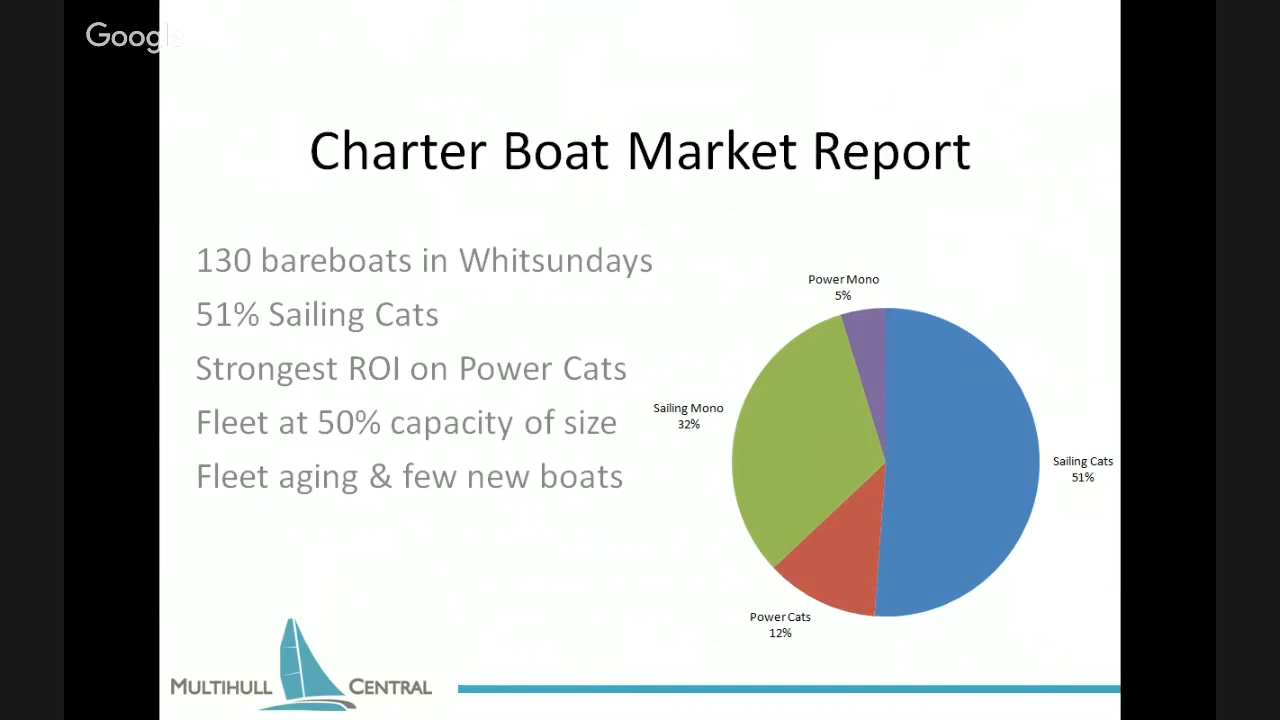 Google
Charter Boat Market Report
130 bareboats in Whitsundays
51% Sailing Cats
Strongest ROI on Power Cats
Fleet at 50% capacity of size
Fleet aging & few new boats
Power Mono
5%
Sailing Mono
32%
Sailing Cats
51%
Power Cats
12%
MULTIHULL CENTRAL